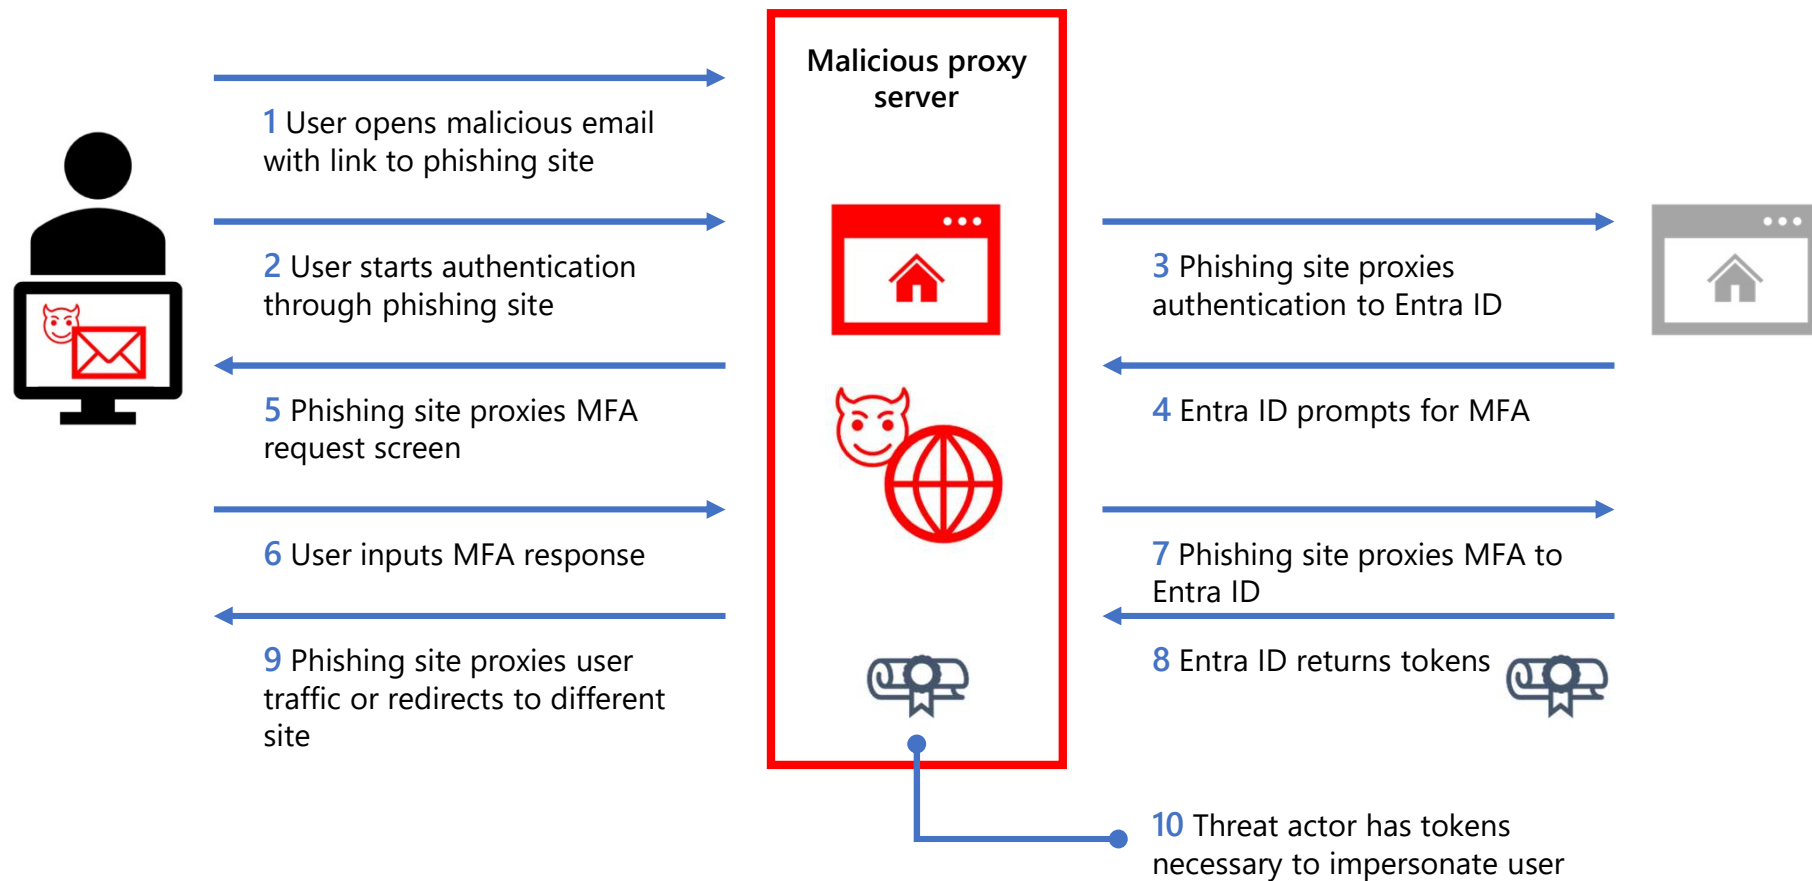 Malicious proxy
server
1 User opens malicious email
with link to phishing site
2 User starts authentication
through phishing site
3 Phishing site proxies
authentication to Entra ID
5 Phishing site proxies MFA
request screen
4 Entra ID prompts for MFA
6 User inputs MFA response
7 Phishing site proxies MFA to
Entra ID
9 Phishing site proxies user
traffic or redirects to different
site
8 Entra ID returns tokens
10 Threat actor has tokens
necessary to impersonate user